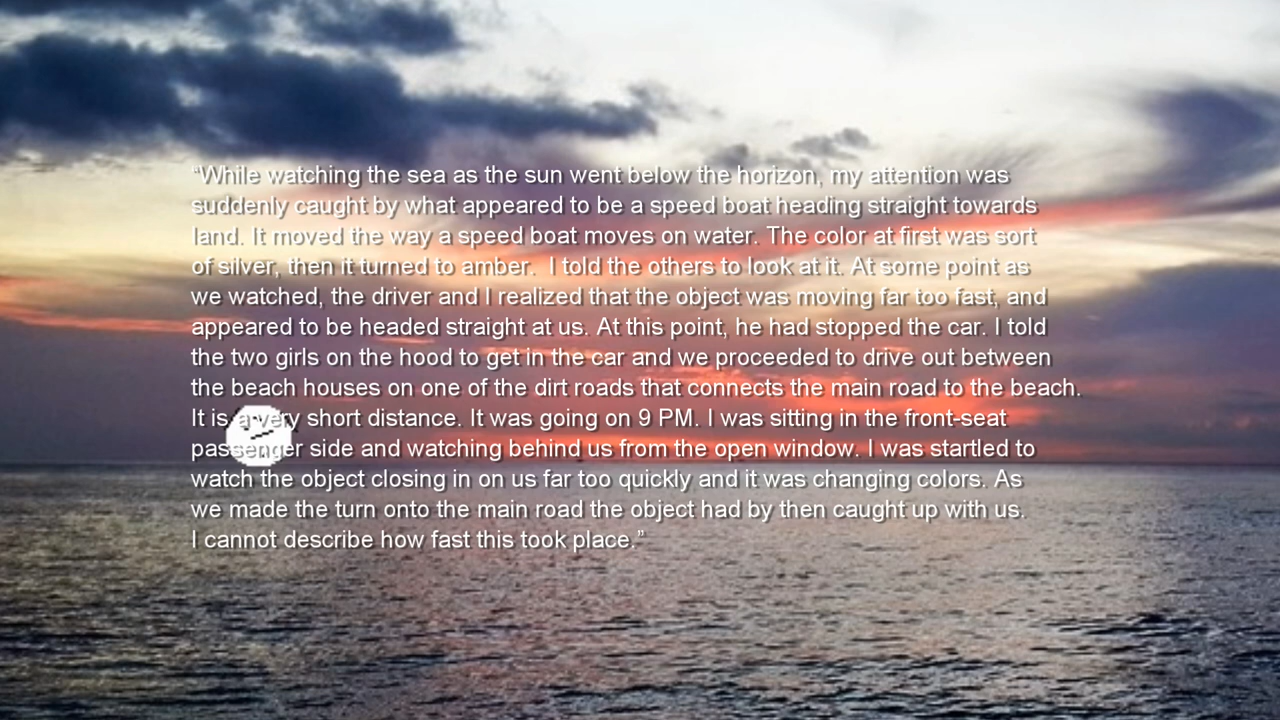 “While watching the sea as the sun went below the horizon, my attention was
suddenly caught by what appeared to be a speed boat heading straight towards
land. It moved the way a speed boat moves on water. The color at first was sort
of silver, then it turned to amber.  I told the others to look at it. At some point as
we watched, the driver and I realized that the object was moving far too fast, and
appeared to be headed straight at us. At this point, he had stopped the car. I told
the two girls on the hood to get in the car and we proceeded to drive out between
the beach houses on one of the dirt roads that connects the main road to the beach.
It is a very short distance. It was going on 9 PM. I was sitting in the front-seat
passenger side and watching behind us from the open window. I was startled to
watch the object closing in on us far too quickly and it was changing colors. As
we made the turn onto the main road the object had by then caught up with us.
I cannot describe how fast this took place.”